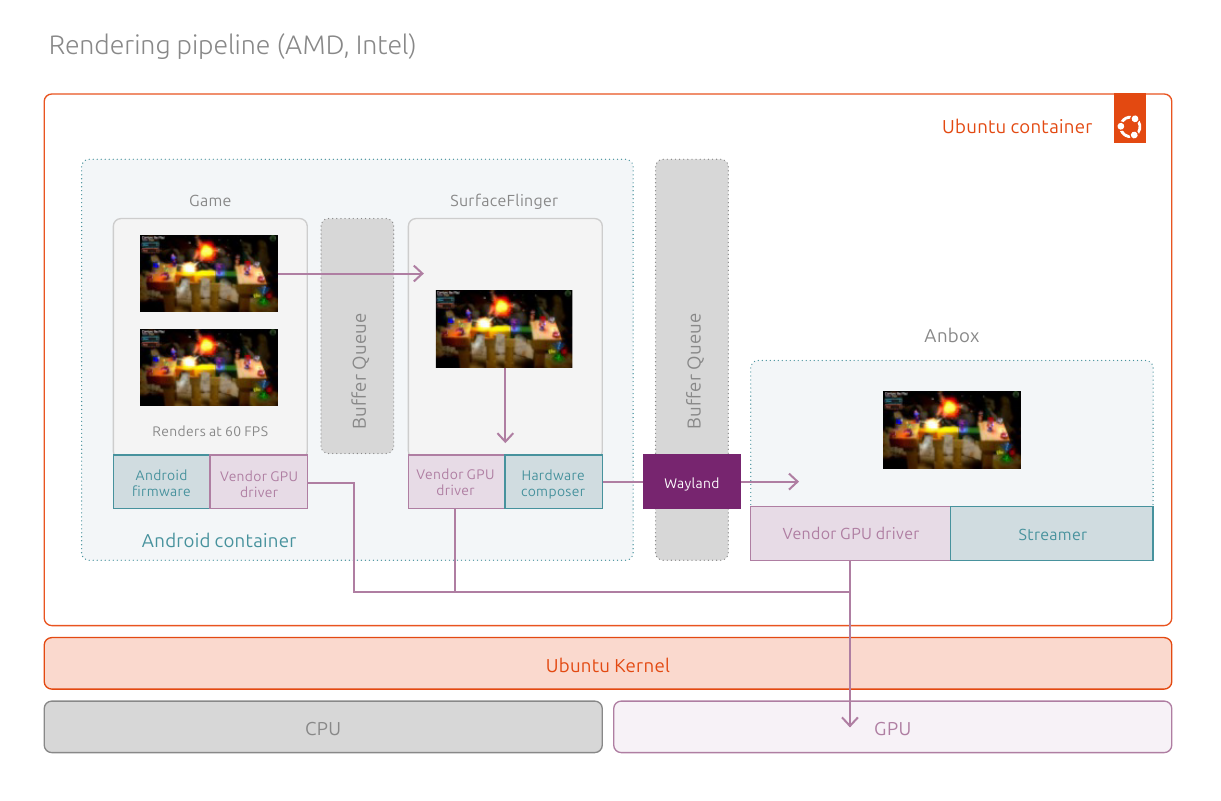 Rendering pipeline (AMD, Intel)
Ubuntu container
Game
SurfaceFlinger
Buffer Queue
Buffer Queue
Anbox
Renders at 60 FPS
Android
firmware
Vendor GPU
driver
Vendor GPU
driver
Hardware
composer
Wayland
Vendor GPU driver
Streamer
Android container
Ubuntu Kernel
CPU
GPU